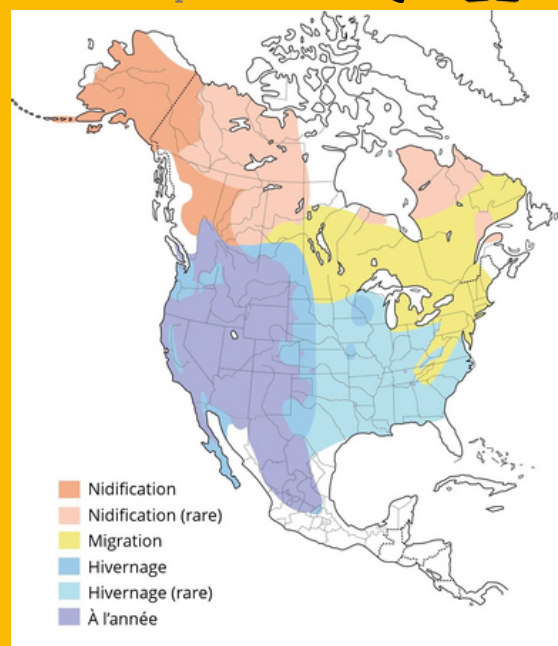 Nidification
Nidification (rare)
Migration
Hivernage
Hivernage (rare)
À l'année